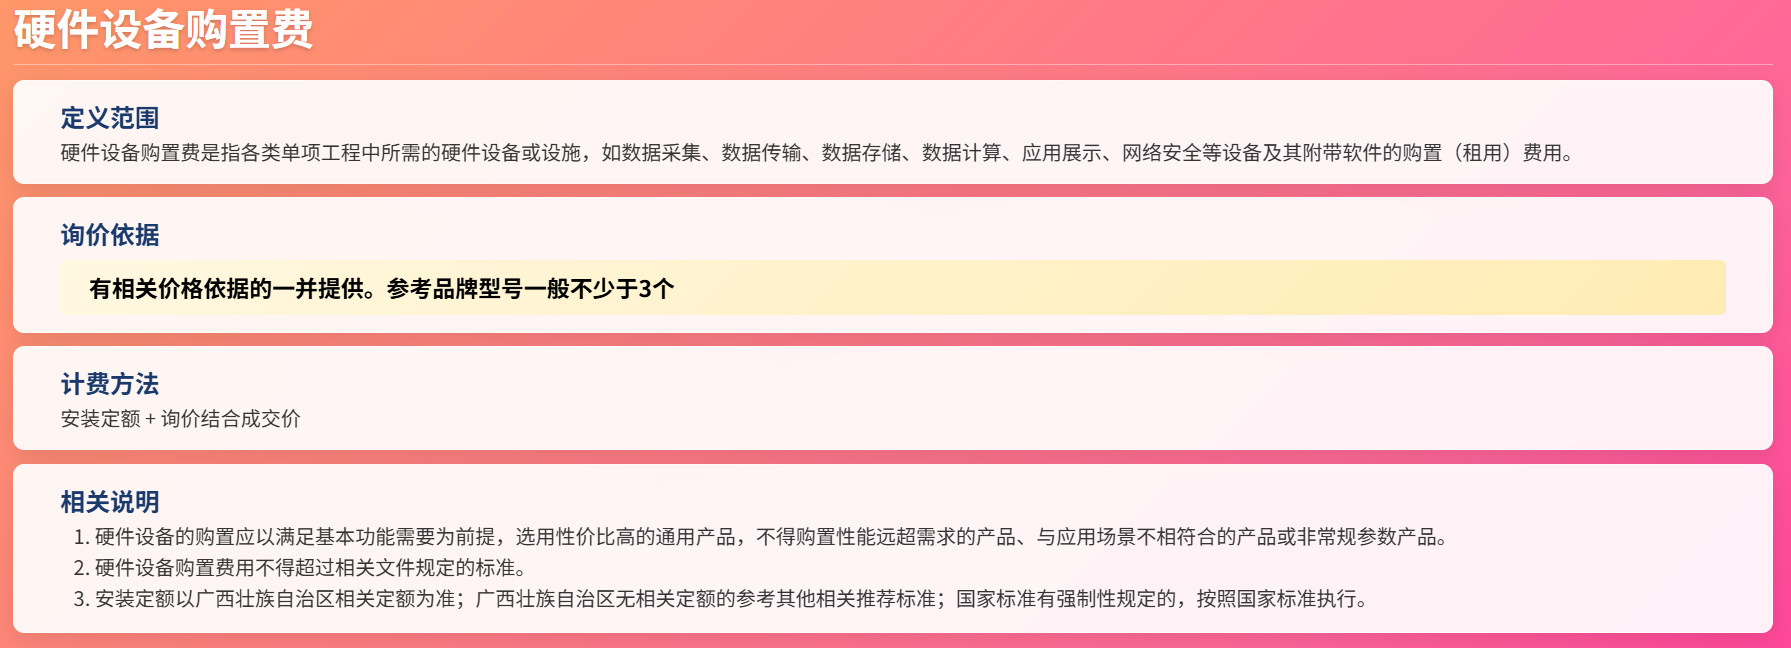 硬件设备购置费
定义范围
硬件设备购置费是指各类单项工程中所需的硬件设备或设施，如数据采集、数据传输、数据存储、数据计算、应用展示、网络安全等设备及其附带软件的购置（租用）费用。
询价依据
有相关价格依据的一并提供。参考品牌型号一般不少于3个
计费方法
安装定额 + 询价结合成交价
相关说明
1. 硬件设备的购置应以满足基本功能需要为前提，选用性价比高的通用产品，不得购置性能远超需求的产品、与应用场景不相符合的产品或非常规参数产品。
2. 硬件设备购置费用不得超过相关文件规定的标准。
3. 安装定额以广西壮族自治区相关定额为准；广西壮族自治区无相关定额的参考其他相关推荐标准；国家标准有强制性规定的，按照国家标准执行。